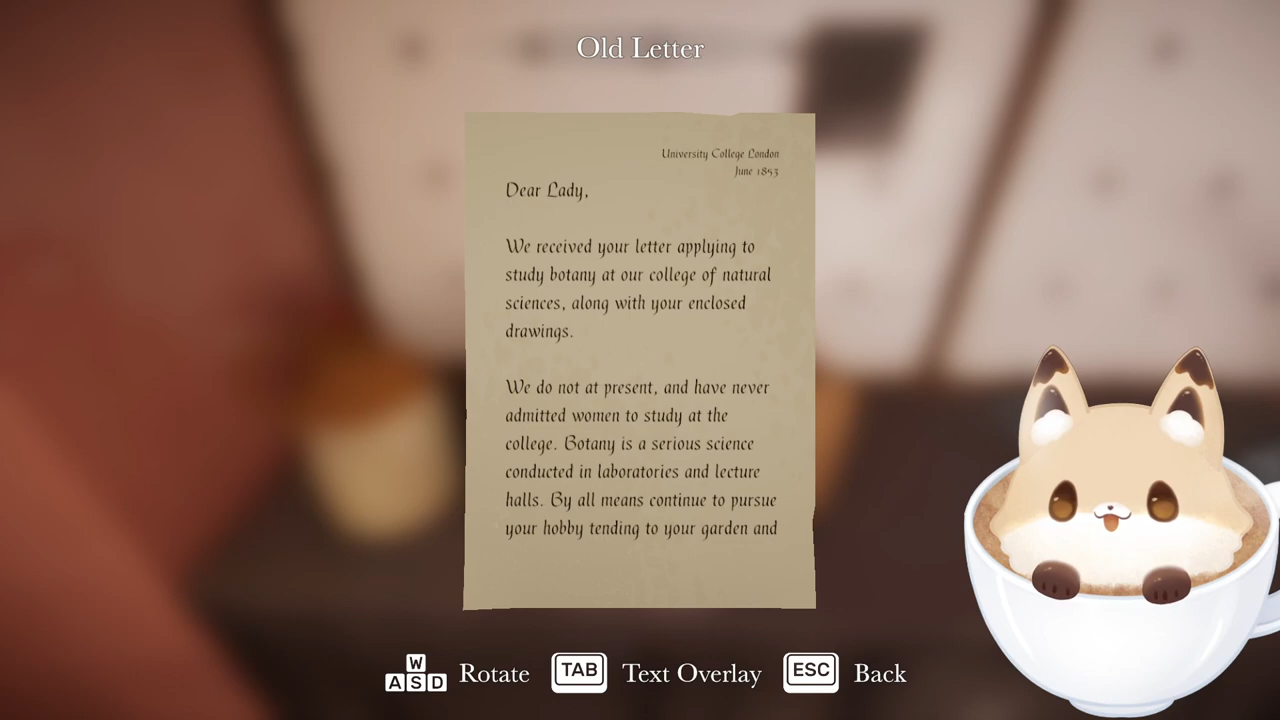 Old Letter
University College London
June 1853
Dear Lady,
We received your letter applying to
study botany at our college of natural
sciences, along with your enclosed
drawings.
We do not at present, and have never
admitted women to study at the
college. Botany is a serious science
conducted in laboratories and lecture
halls. By all means continue to pursue
your hobby tending to your garden and
W
A S D Rotate TAB Text Overlay ESC Back